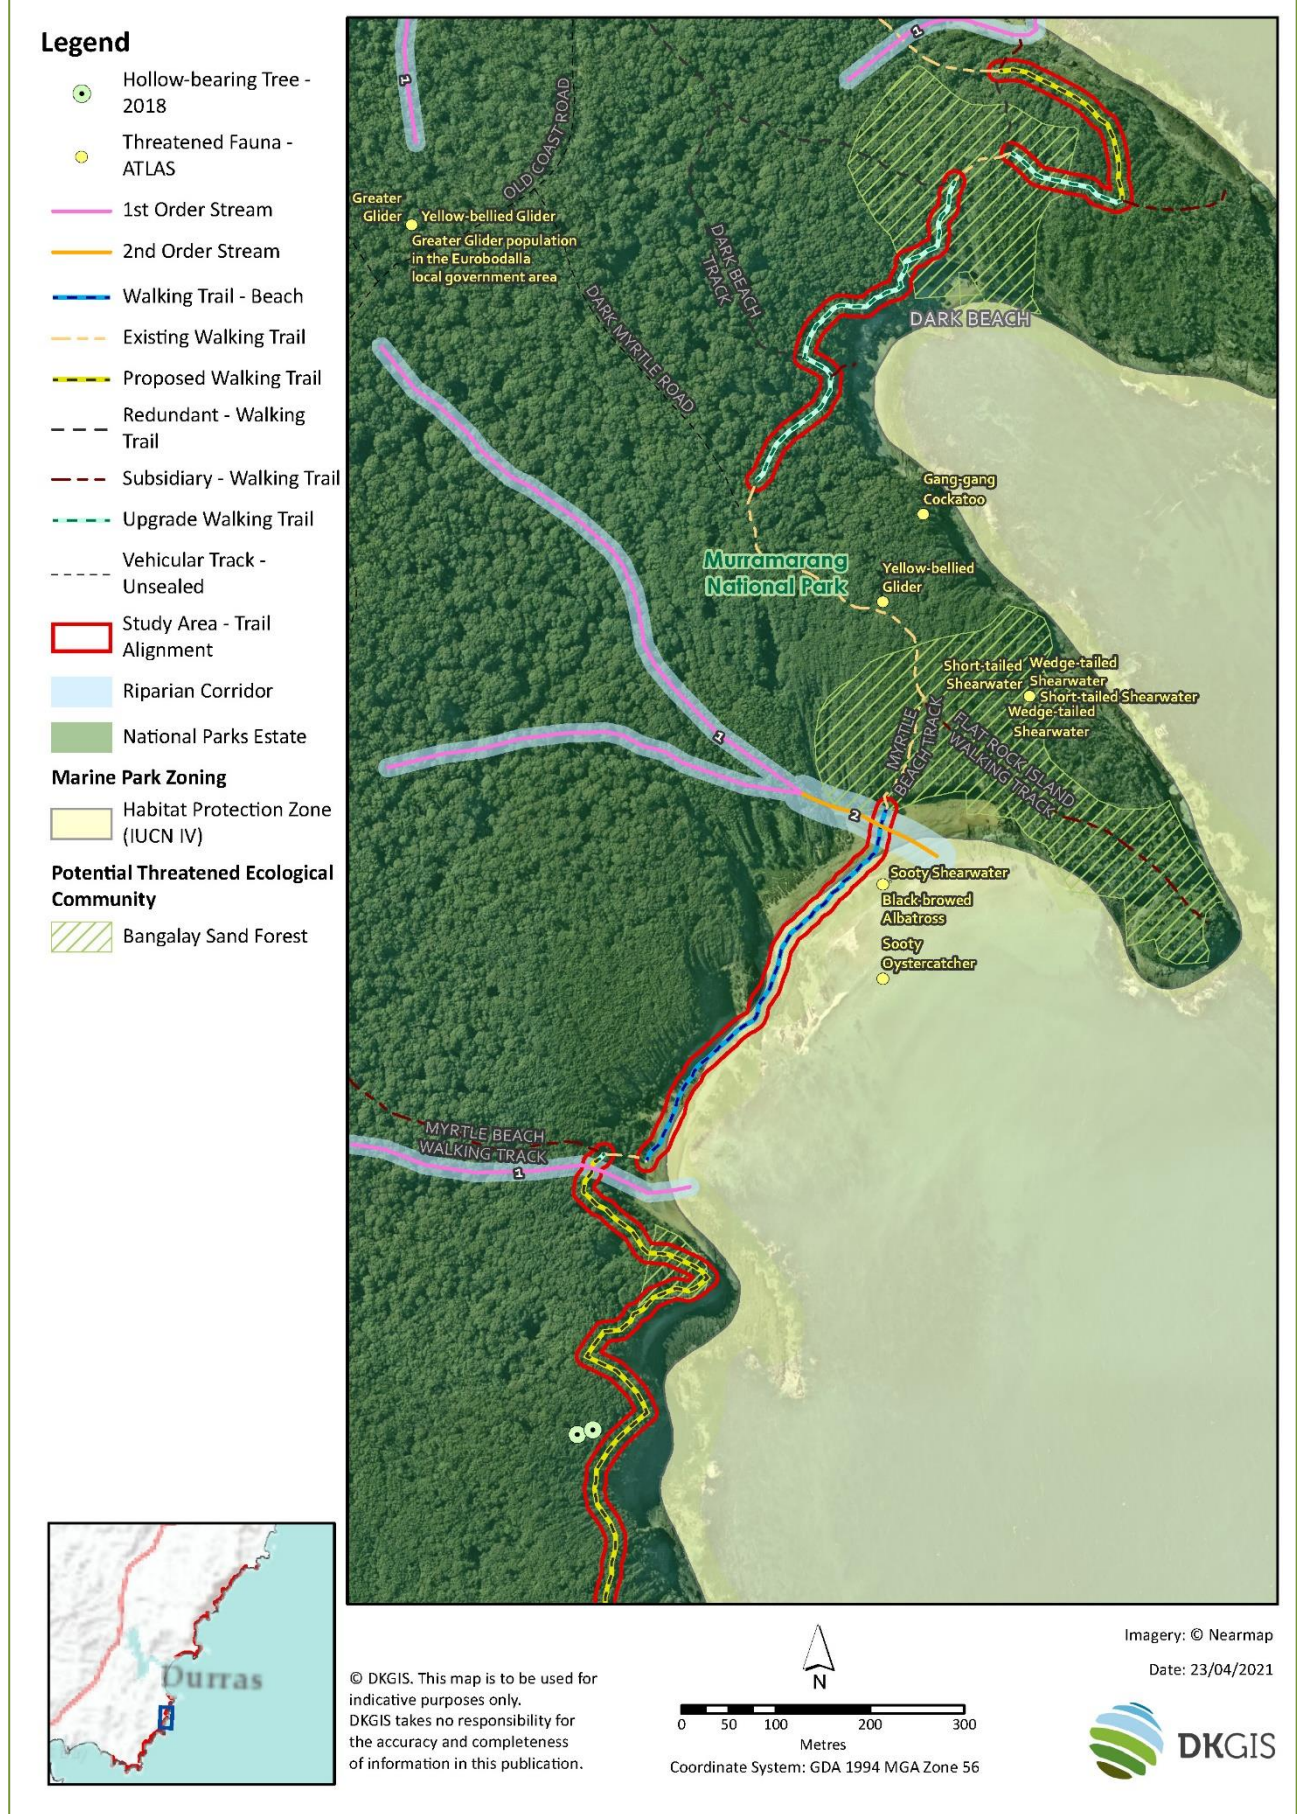 Legend
Hollow-bearing Tree -
2018
Threatened Fauna -
ATLAS
1st Order Stream
2nd Order Stream
Walking Trail - Beach
Existing Walking Trail
Proposed Walking Trail
Redundant - Walking
Trail
Subsidiary - Walking Trail
Upgrade Walking Trail
Vehicular Track -
Unsealed
Study Area - Trail
Alignment
Riparian Corridor
National Parks Estate
Marine Park Zoning
Habitat Protection Zone
(IUCN IV)
Potential Threatened Ecological
Community
Bangalay Sand Forest
1
1
OLD COAST ROAD
Greater
Glider
Yellow-bellied Glider
Greater Glider population
in the Eurobodalla
local government area
DARK BEACH
TRACK
DARK MYRTLE ROAD
DARK BEACH
Gang-gang
Cockatoo
Murramarang
National Park
Yellow-bellied
Glider
Short-tailed
Shearwater
Wedge-tailed
Shearwater
Short-tailed Shearwater
Wedge-tailed
Shearwater
MYRTLE
BEACH TRACK
FLAT ROCK ISLAND
WALKING TRACK
1
2
Sooty Shearwater
Black-browed
Albatross
Sooty
Oystercatcher
MYRTLE BEACH
WALKING TRACK
1
Durras
© DKGIS. This map is to be used for
indicative purposes only.
DKGIS takes no responsibility for
the accuracy and completeness
of information in this publication.
N
0 50 100 200 300
Metres
Coordinate System: GDA 1994 MGA Zone 56
Imagery: © Nearmap
Date: 23/04/2021
DKGIS